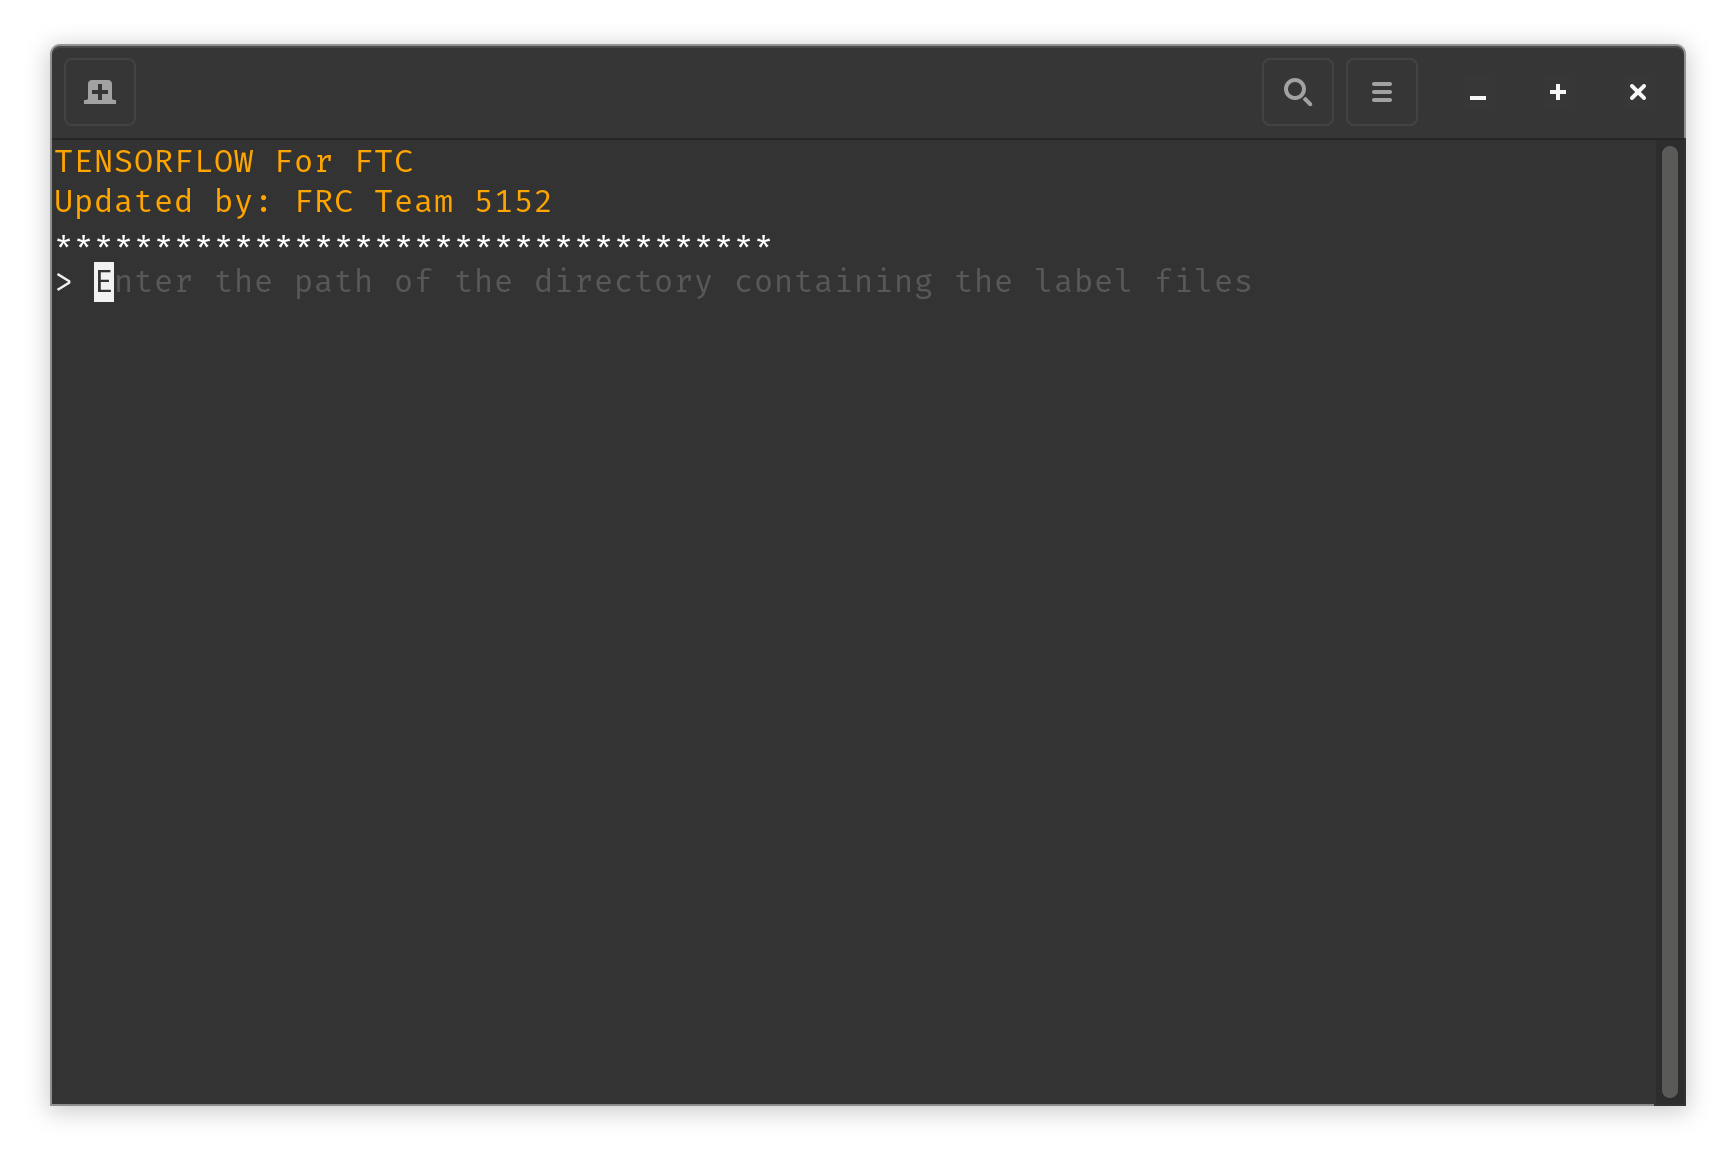 TENSORFLOW For FTC
Updated by: FRC Team 5152
************************************
> Enter the path of the directory containing the label files